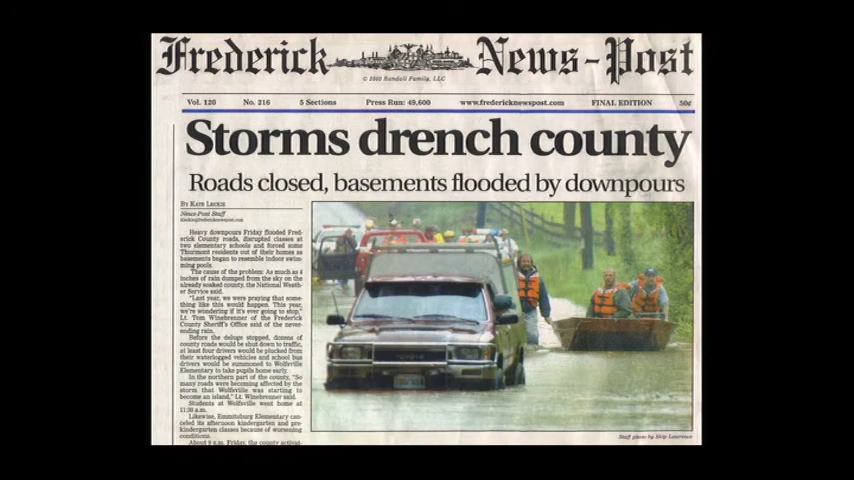 Frederick News-Post
© 2003 Randall Family, LLC
Vol. 120 No. 216 5 Sections Press Run: 49,600 www.fredericknewspost.com FINAL EDITION 50¢
Storms drench county
Roads closed, basements flooded by downpours
By Kate Leckie
News-Post Staff
kleckie@fredericknewspost.com
Heavy downpours Friday flooded Fred-
erick County roads, disrupted classes at
two elementary schools and forced some
Thurmont residents out of their homes as
basements began to resemble indoor swim-
ming pools.
The cause of the problem: As much as 4
inches of rain dumped from the sky on the
already soaked county, the National Weath-
er Service said.
"Last year, we were praying that some-
thing like this would happen. This year,
we're wondering if it's ever going to stop,"
Lt. Tom Winebrenner of the Frederick
County Sheriff's Office said of the never-
ending rain.
Before the deluge stopped, dozens of
county roads would be shut down to traffic,
at least four drivers would be plucked from
their waterlogged vehicles and school bus
drivers would be summoned to Wolfsville
Elementary to take pupils home early.
In the northern part of the county, "So
many roads were becoming affected by the
storm that Wolfsville was starting to
become an island," Lt. Winebrenner said.
Students at Wolfsville went home at
11:30 a.m.
Likewise, Emmitsburg Elementary can-
celed its afternoon kindergarten and pre-
kindergarten classes because of worsening
conditions.
About 8 a.m. Friday, the county activat-
TOYOTA
Staff photo by Skip Lawrence